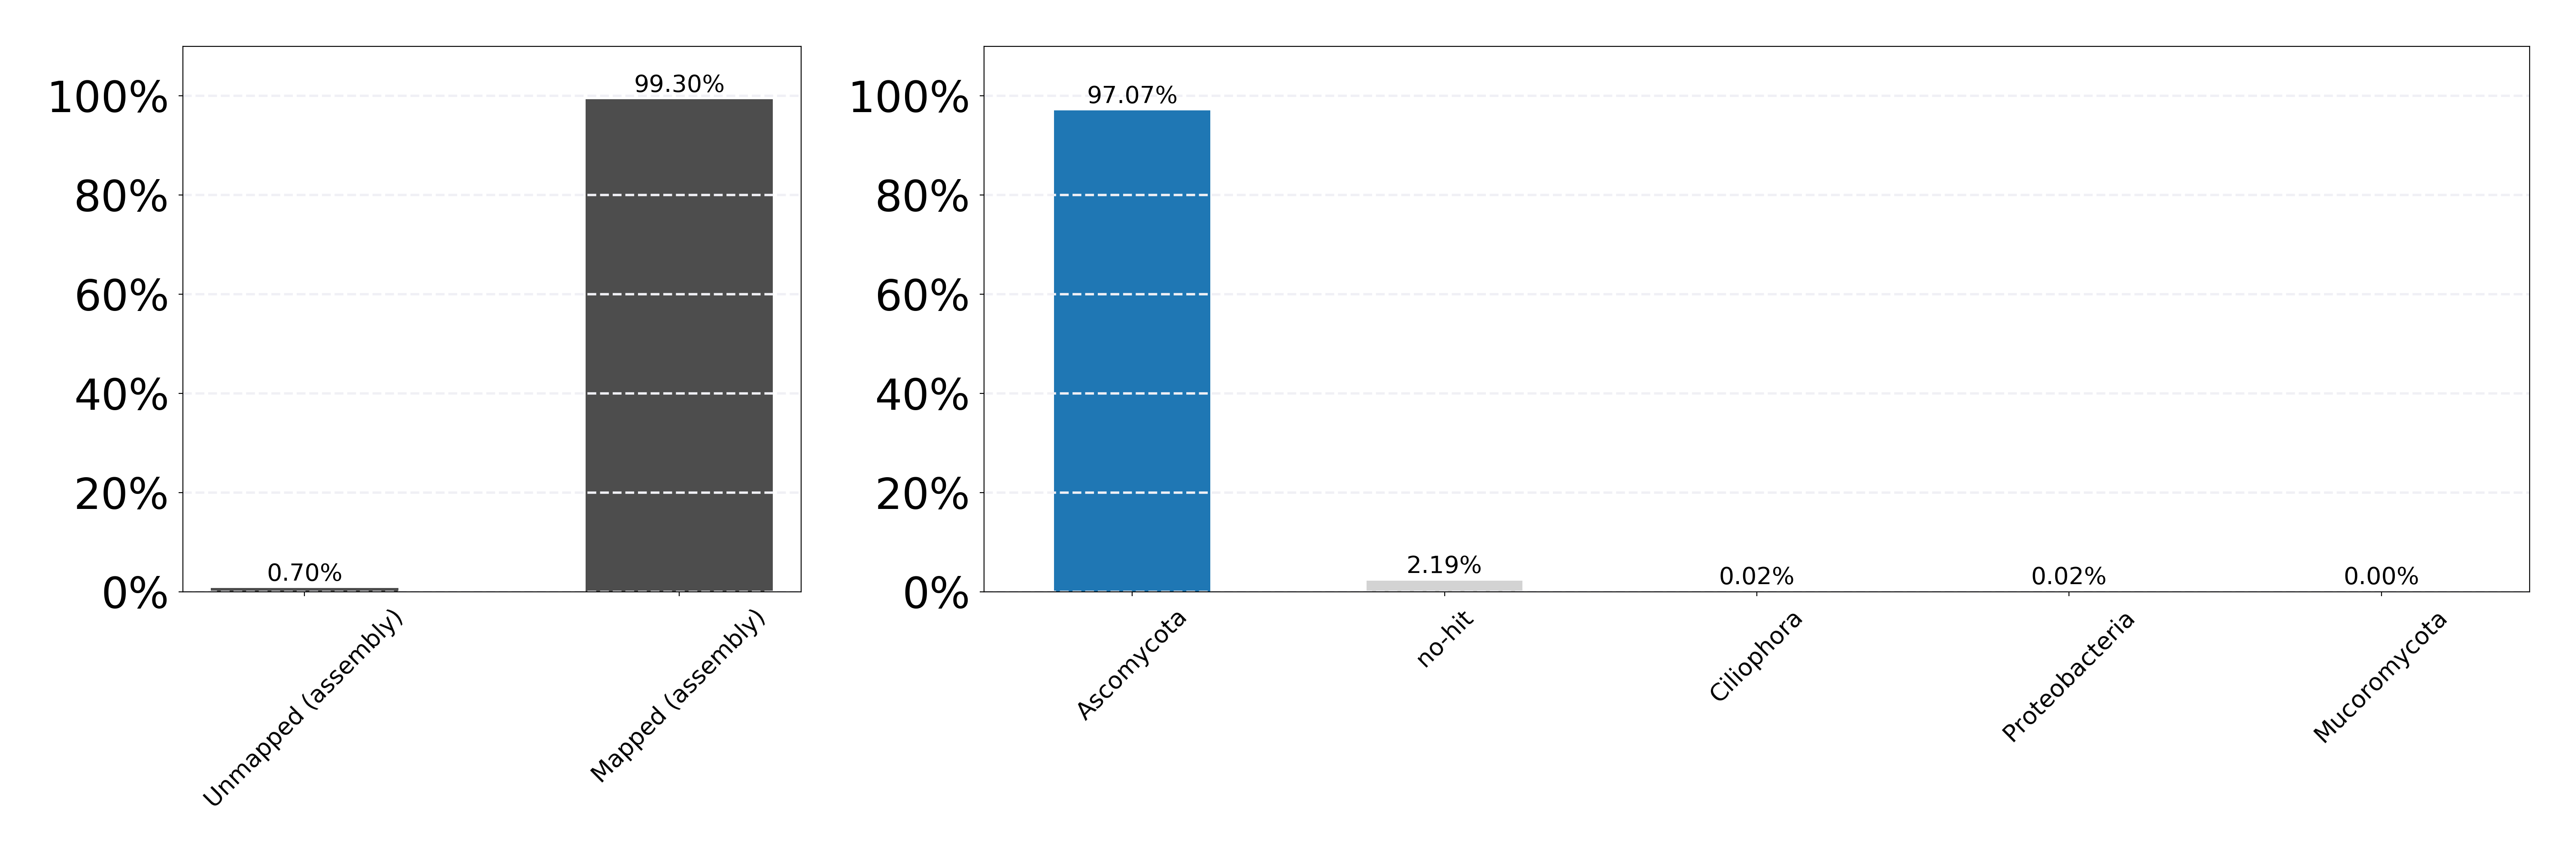 100%
80%
60%
40%
20%
0%
0.70%
99.30%
Unmapped (assembly)
Mapped (assembly)
100%
80%
60%
40%
20%
0%
97.07%
2.19%
0.02%
0.02%
0.00%
Ascomycota
no-hit
Ciliophora
Proteobacteria
Mucoromycota